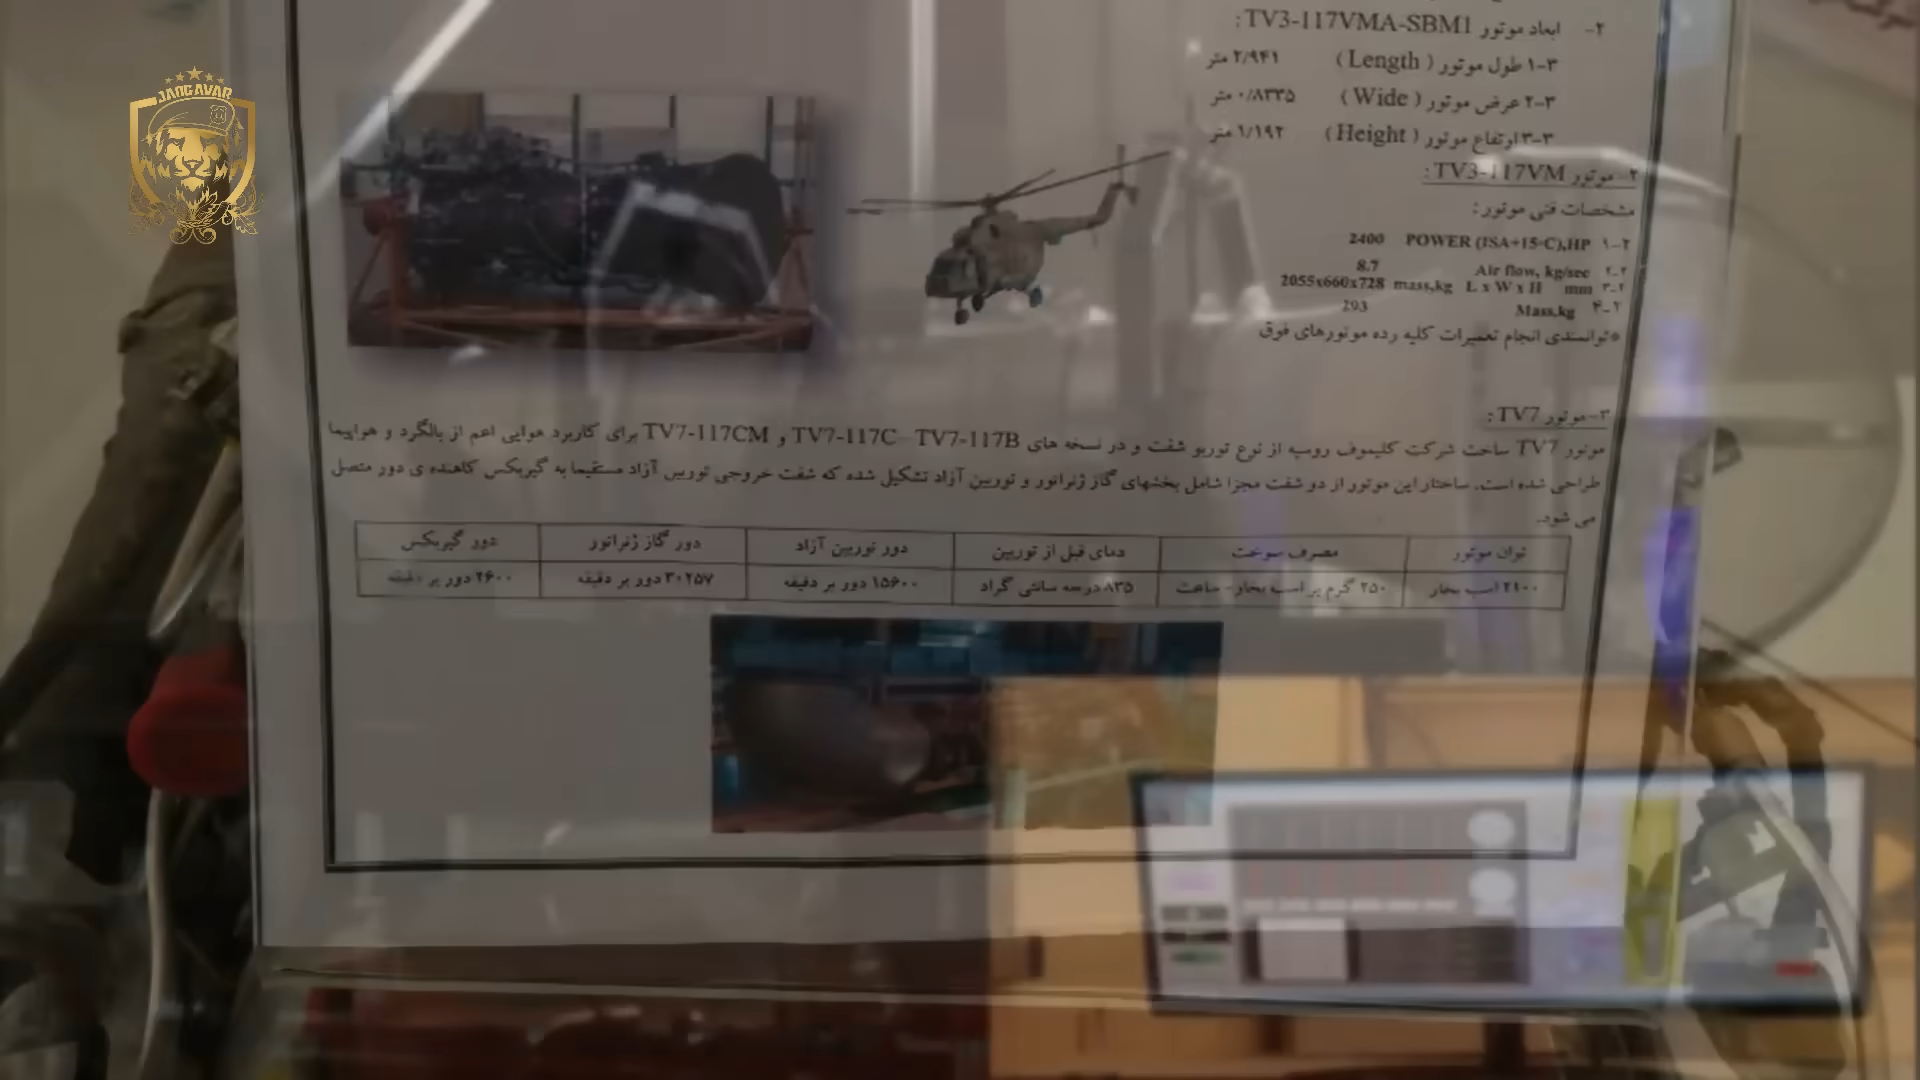 JANGAVAR
۲- ابعاد موتور TV3-117VMA-SBM1 :
۳-۱ طول موتور ( Length ) ۲/۹۴۱ متر
۳-۲ عرض موتور ( Wide ) ۰/۸۳۳۵ متر
۳-۳ اوتفاع موتور ( Height ) ۱/۱۹۲ متر
۲- موتور TV3-117VM :
مشخصات فنی موتور :
۲-۱ POWER (ISA+15◦C),HP 2400
۲-۲ Air flow, kg/sec 8.7
۲-۳ mass,kg L x W x H mm 2055x660x728
۲-۴ Mass,kg 293
*توانمندی انجام تعمیرات کلیه رده موتورهای فوق
۳- موتور TV7 :
موتور TV7 ساخت شرکت کلیموف روسیه از نوع توربو شفت و در نسخه های TV7-117B TV7-117C و TV7-117CM برای کاربرد هوایی اعم از بالگرد و هواپیما
طراحی شده است. ساختار این موتور از دو شفت مجزا شامل بخشهای گاز ژنراتور و توربین آزاد تشکیل شده که شفت خروجی توربین آزاد مستقیما به گیربکس کاهنده ی دور متصل
می شود.
توان موتور مصرف سوخت دمای قبل از توربین دور توربین آزاد دور گاز ژنراتور دور گیربکس
اسب بخار ۲۵۰ گرم بر اسب بخار- ساعت ۸۳۵ درجه سانتی گراد ۱۵۶۰۰ دور بر دقیقه ۳۰۲۵۷ دور بر دقیقه ۲۶۰۰ دور بر دقیقه